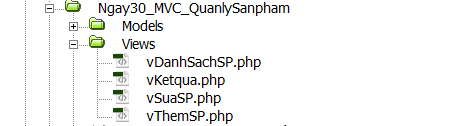 Ngay30_MVC_QuanlySanpham
Models
Views
vDanhSachSP.php
vKetqua.php
vSuaSP.php
vThemSP.php